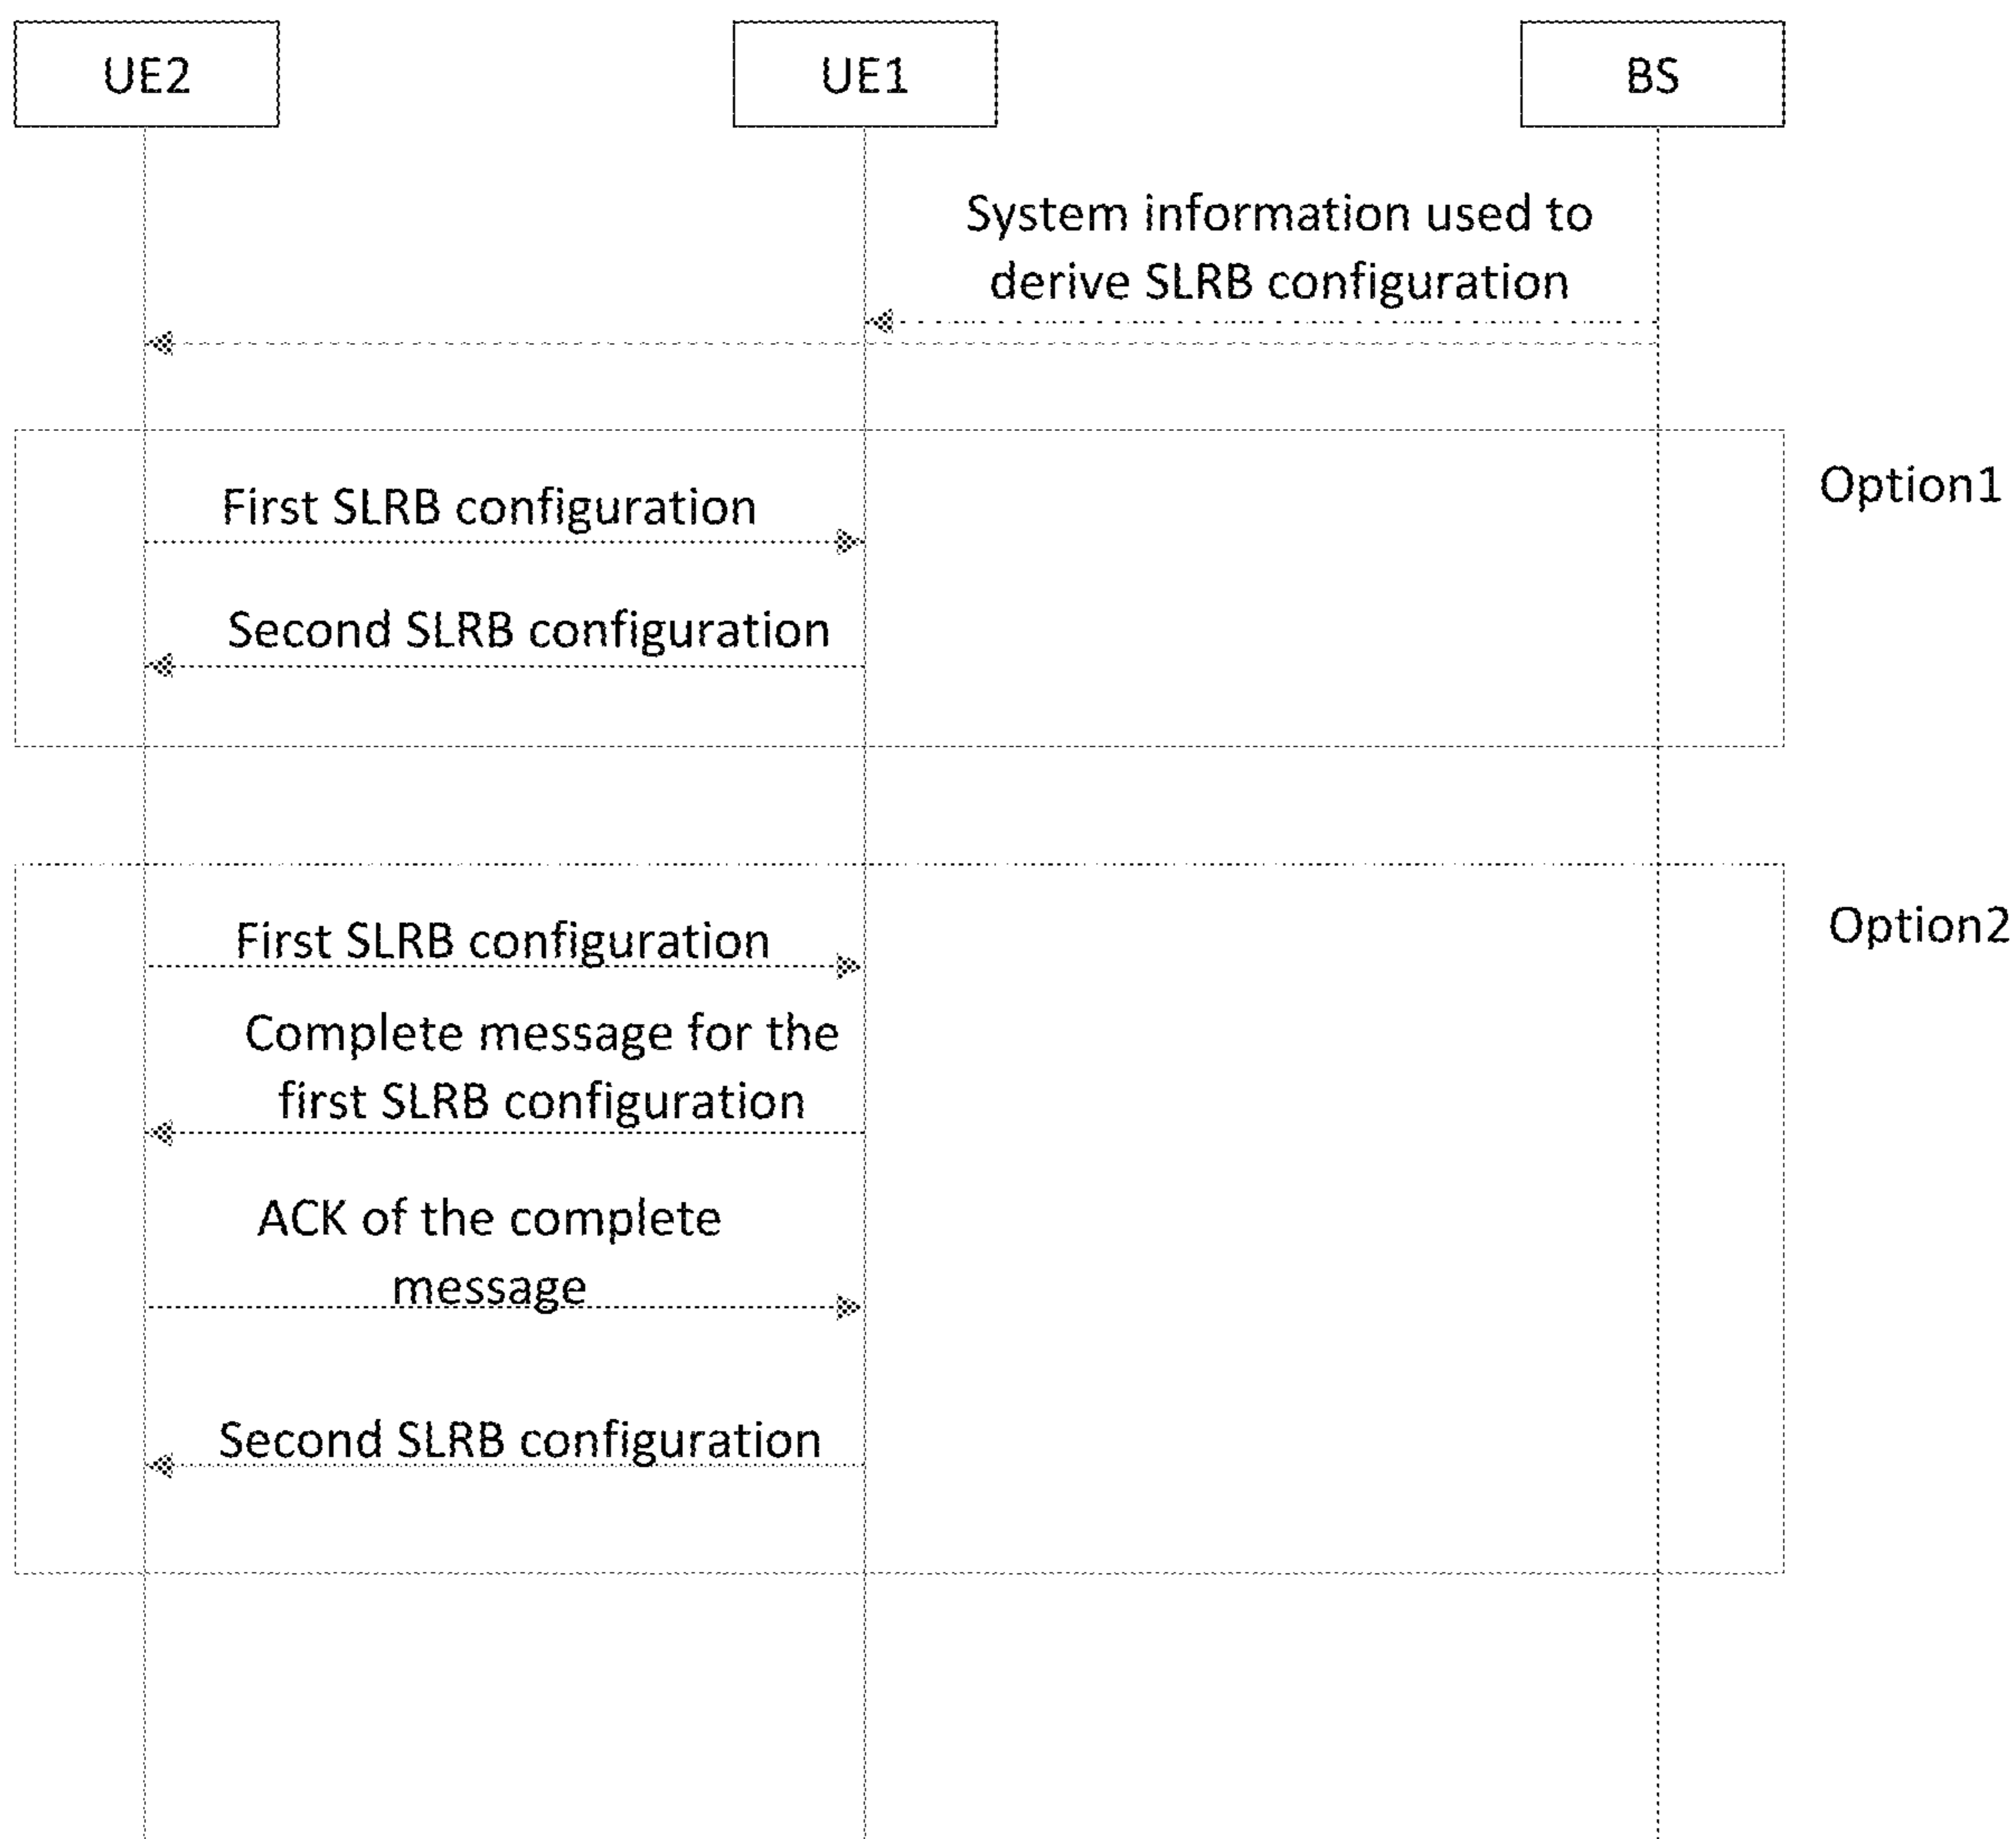 UE2
UE1
BS
System information used to
derive SLRB configuration
Option1
First SLRB configuration
Second SLRB configuration
Option2
First SLRB configuration
Complete message for the
first SLRB configuration
ACK of the complete
message
Second SLRB configuration